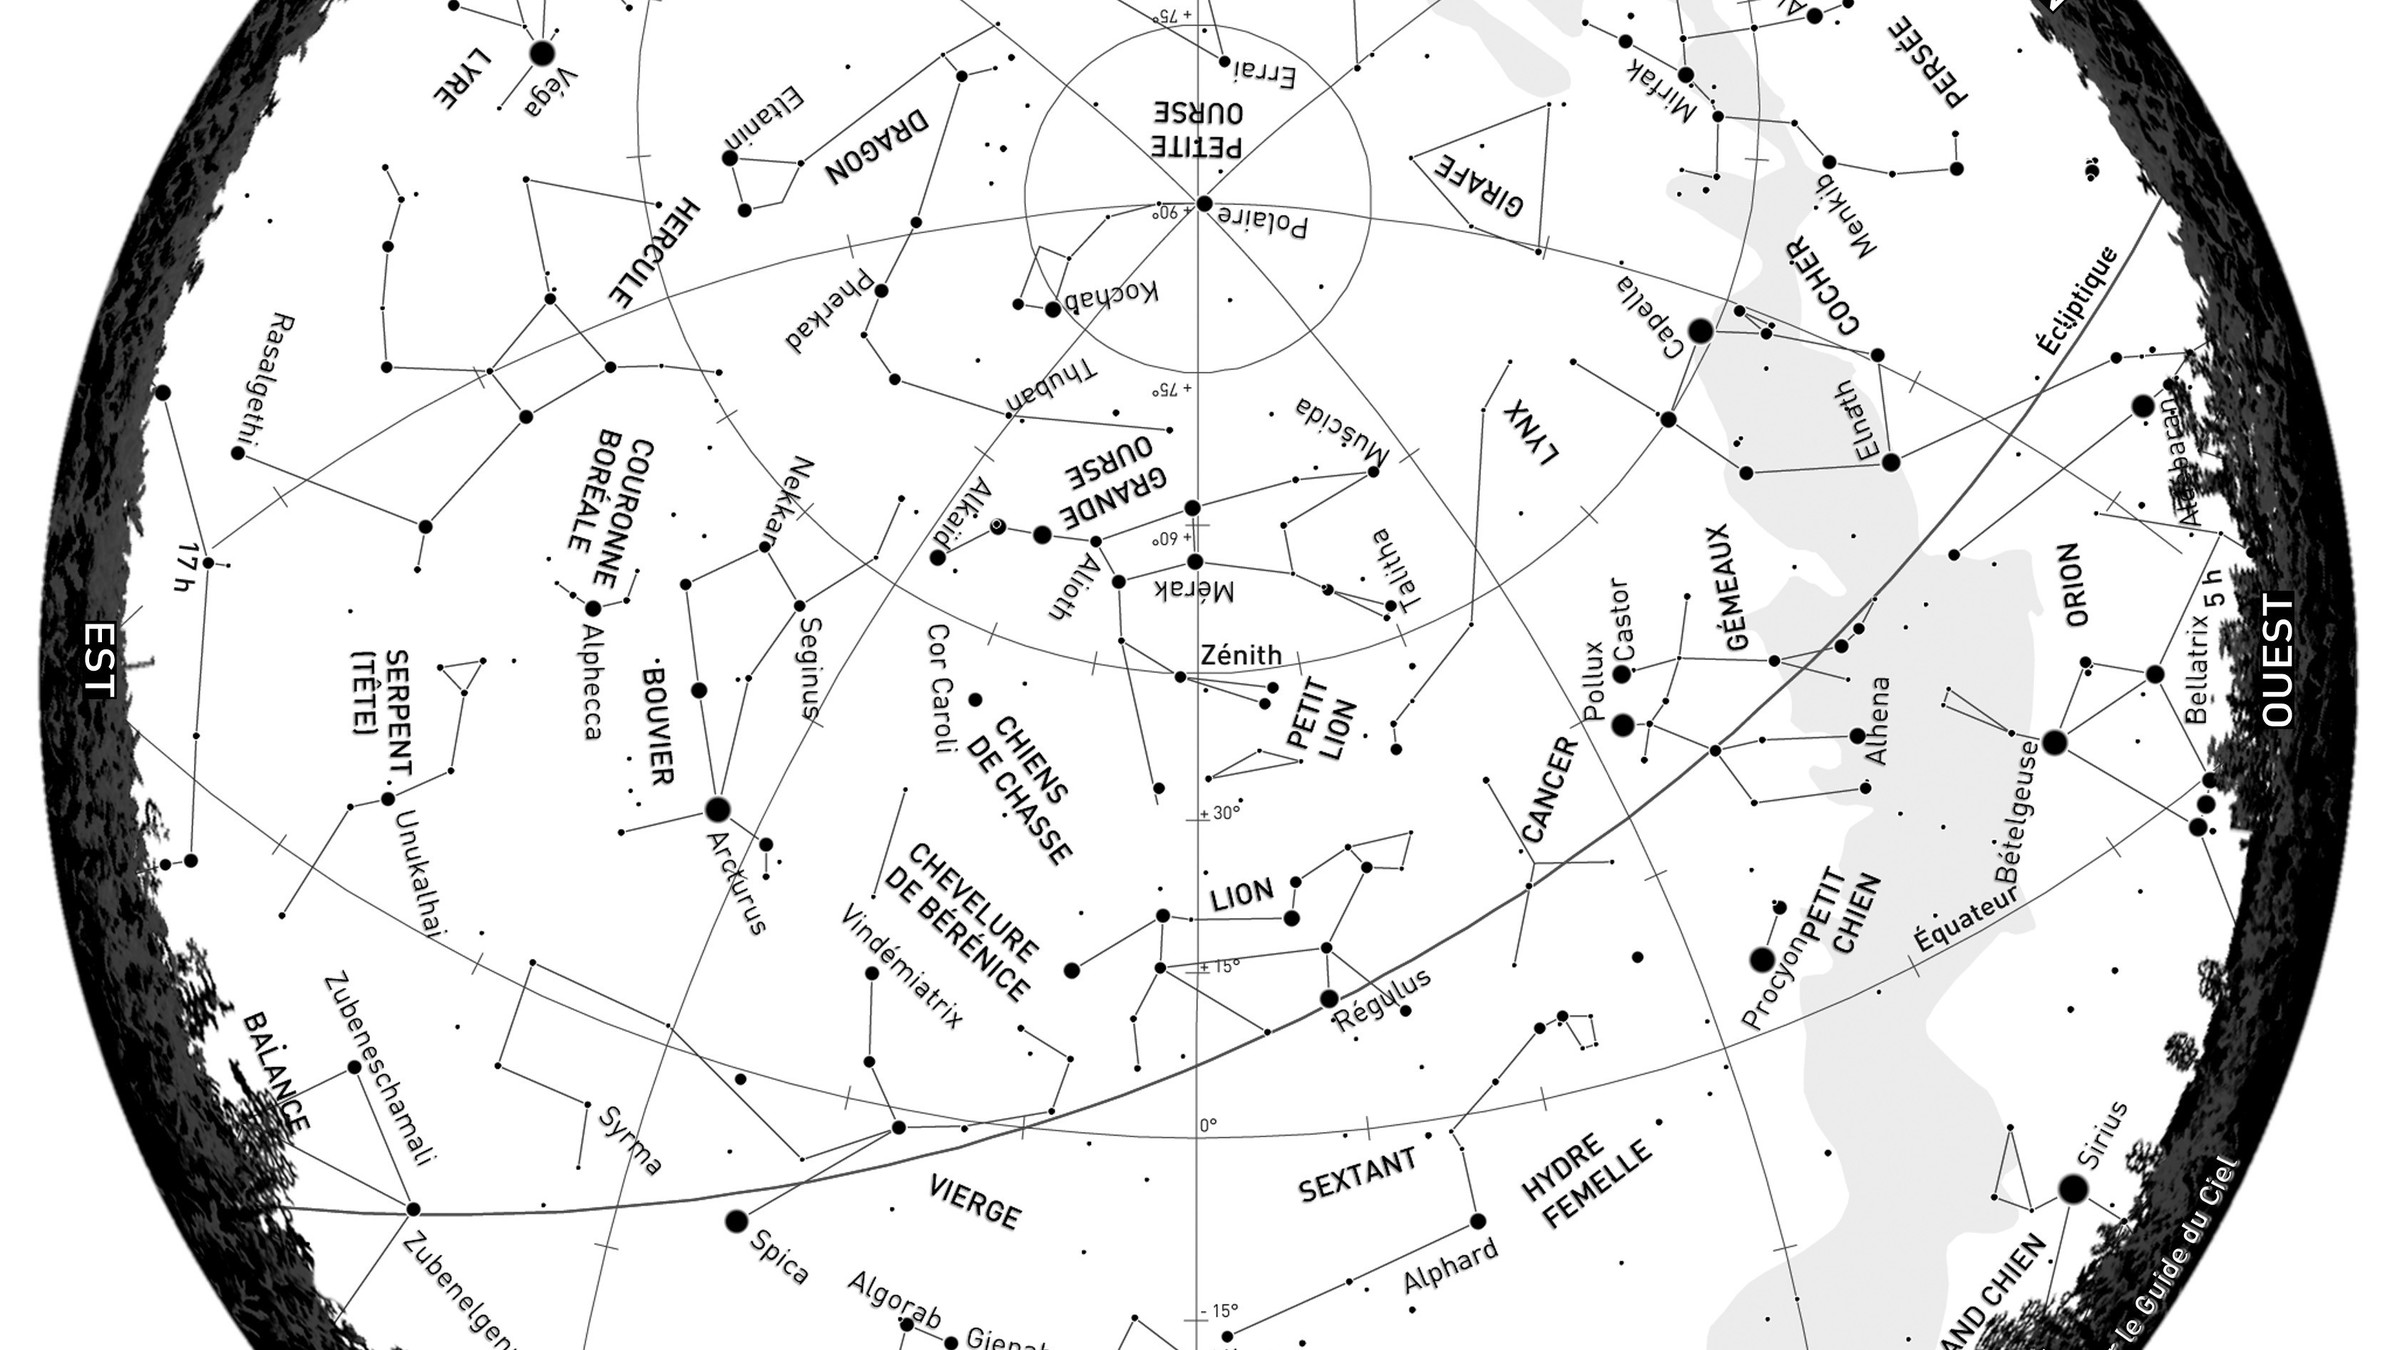 LYRE
Véga
Eltanin
DRAGON
+75°
Errai
PETITE
OURSE
+90°
Polaire
GIRAFE
Mirfak
PERSÉE
Menkib
HERCULE
Pherkad
Kochab
Thuban
+75°
Capella
COCHER
Elnath
Écliptique
Aldébaran
Rasalgethi
17 h
EST
COURONNE
BORÉALE
Alphecca
Nekkar
Seginus
BOUVIER
Arcturus
Alkaïd
GRANDE
OURSE
Alioth
+60°
Mérak
Muscida
Talitha
LYNX
Zénith
Cor Caroli
CHIENS
DE CHASSE
PETIT
LION
Pollux
Castor
GÉMEAUX
Alhena
CANCER
ORION
Bellatrix
5 h
OUEST
Bételgeuse
PETIT
CHIEN
Procyon
Équateur
SERPENT
(TÊTE)
Unukalhai
+30°
LION
+15°
Régulus
CHEVELURE
DE BÉRÉNICE
Vindémiatrix
BALANCE
Zubeneschamali
Syrma
0°
VIERGE
SEXTANT
HYDRE
FEMELLE
Alphard
Zubenelgen
Spica
Algorab
Gienah
-15°
Sirius
AND CHIEN
le Guide du Ciel